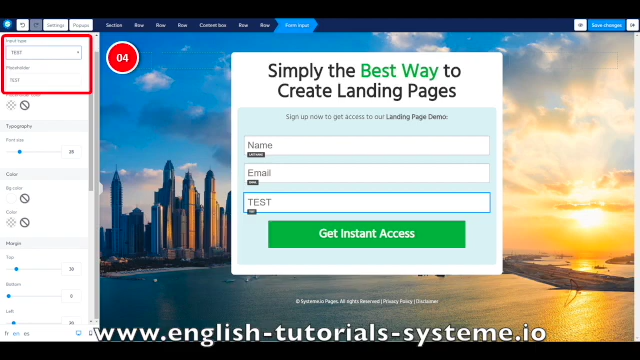 Settings
Popups
Section
Row
Row
Row
Content box
Row
Row
Form input
Save changes
Input type
TEST
Placeholder
TEST
04
Typography
Font size
Color
Bg color
Color
Margin
Top
30
Bottom
0
Left
fr en es
Simply the Best Way to
Create Landing Pages
Sign up now to get access to our Landing Page Demo:
Name
Email
TEST
Get Instant Access
© Systeme.io Pages. All rights Reserved | Privacy Policy | Disclaimer
www.english-tutorials-systeme.io